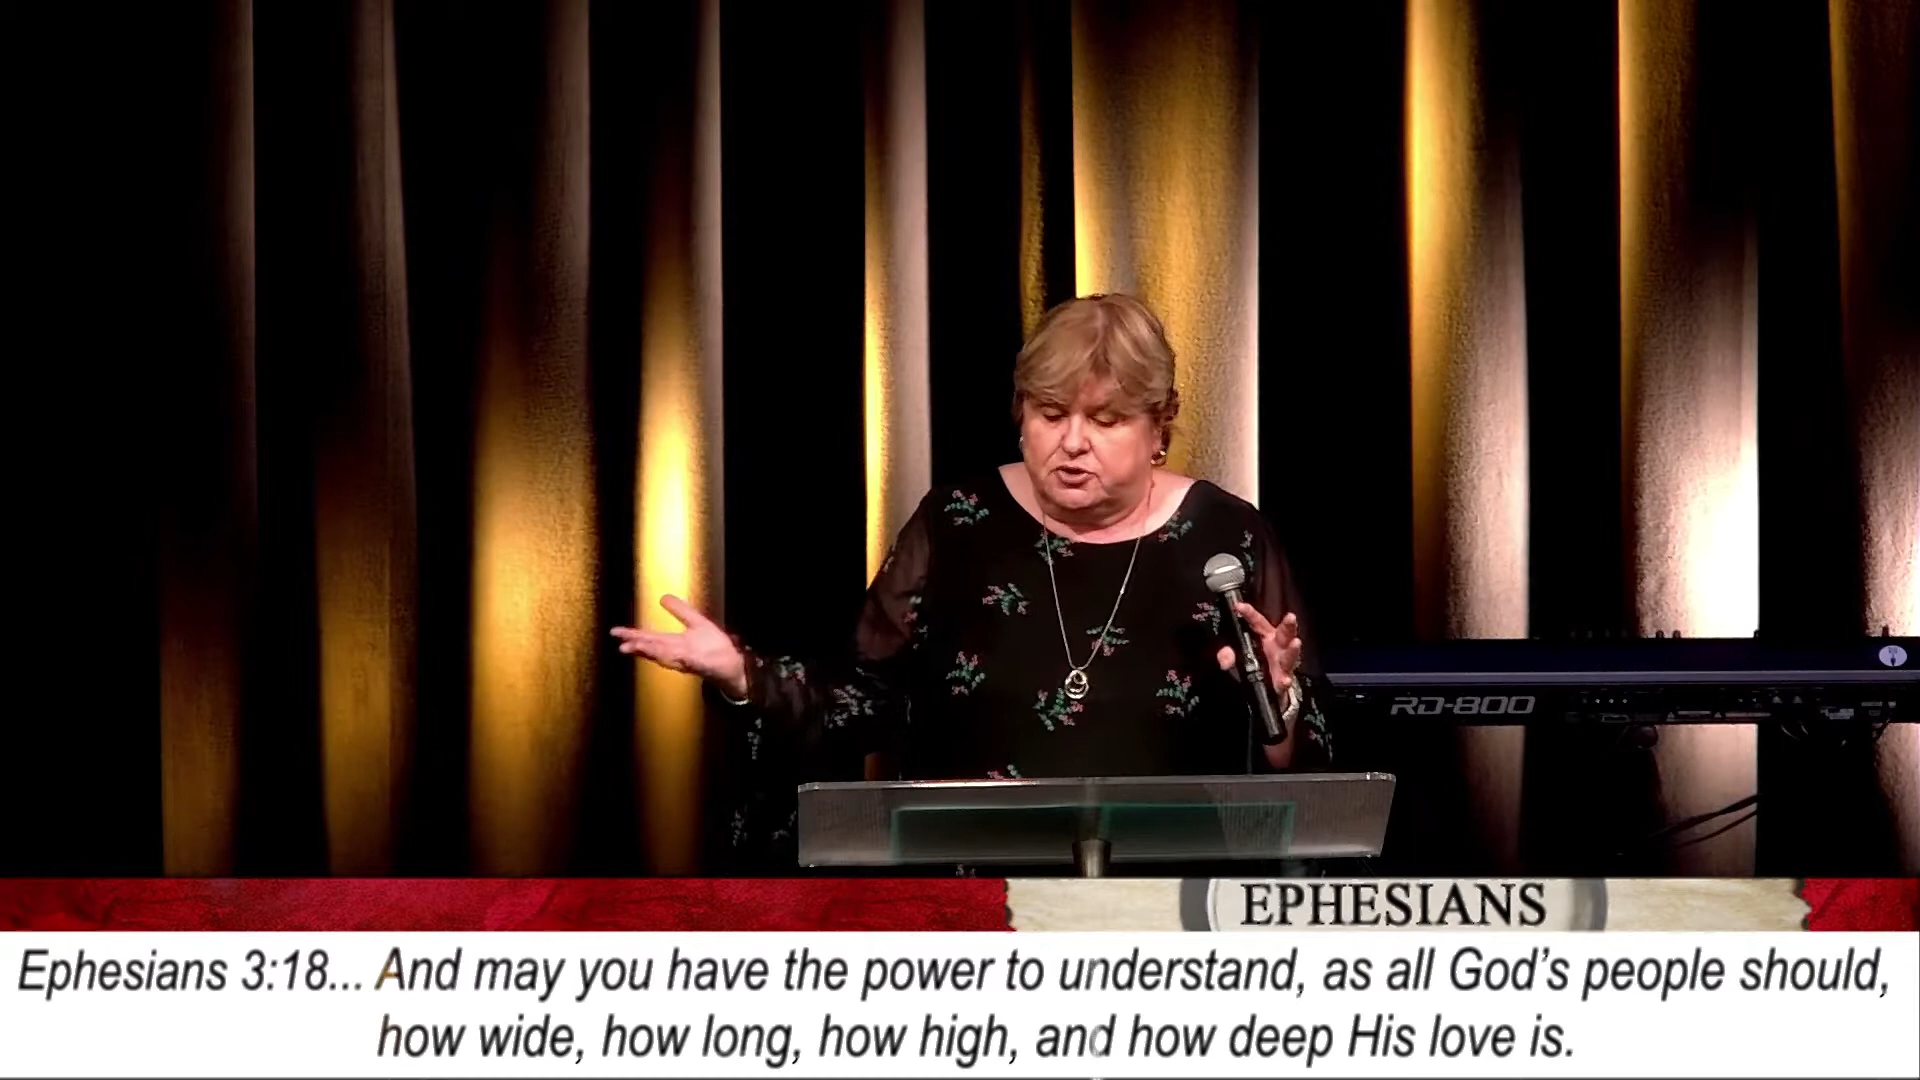 RD-800
EPHESIANS
Ephesians 3:18... And may you have the power to understand, as all God's people should,
how wide, how long, how high, and how deep His love is.